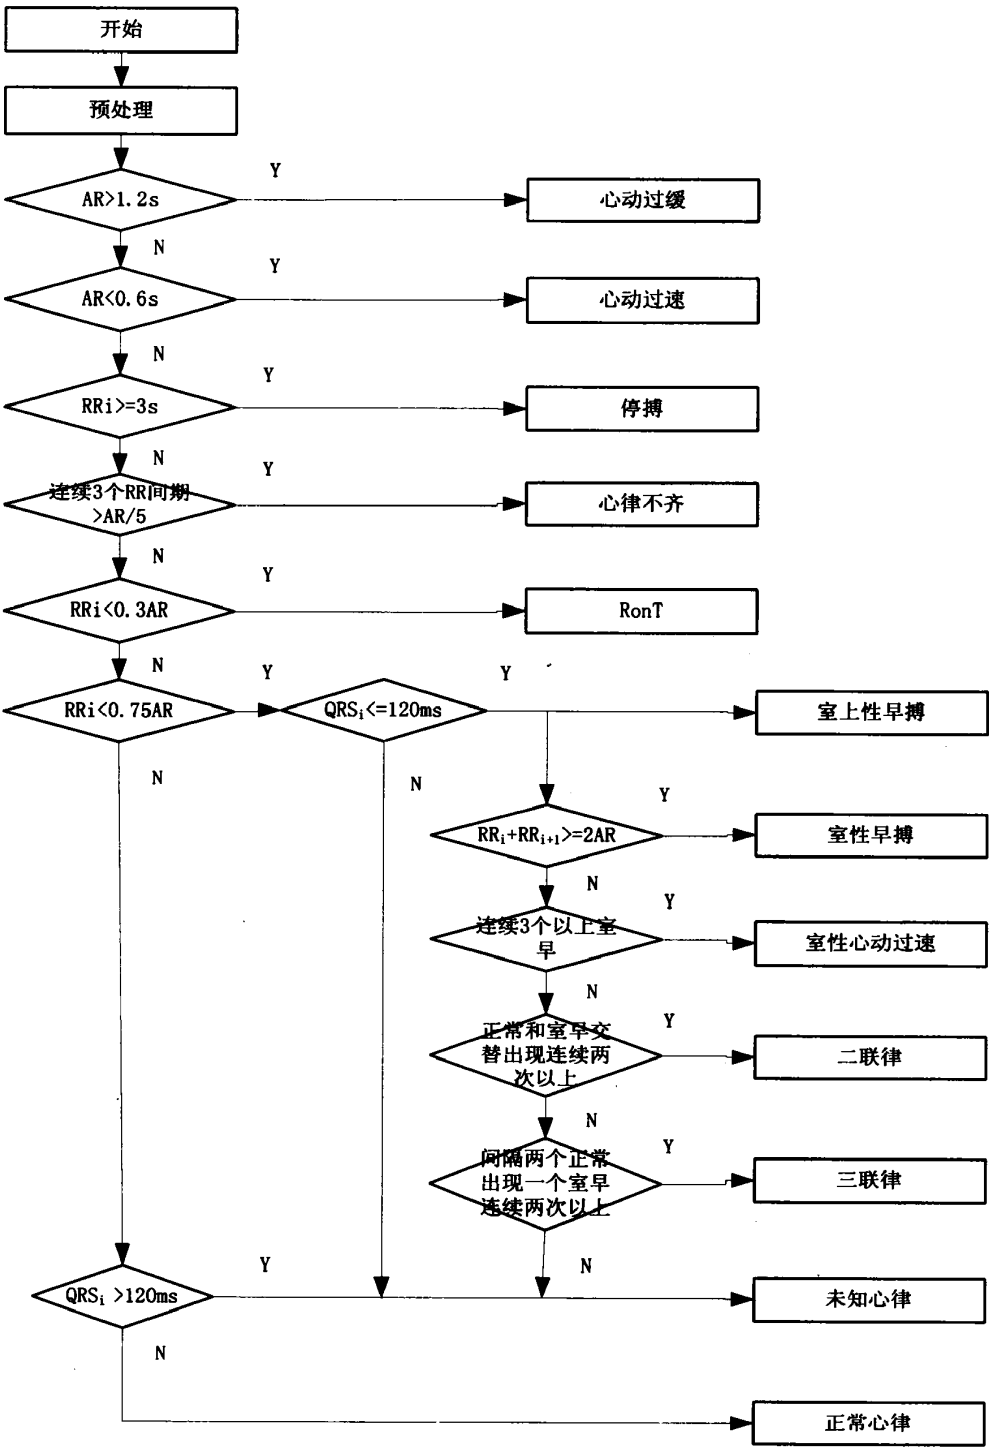 开始
预处理
AR>1.2s
Y
心动过缓
N
AR<0.6s
Y
心动过速
N
RRi>=3s
Y
停搏
N
连续3个RR间期
>AR/5
Y
心律不齐
N
RRi<0.3AR
Y
RonT
N
RRi<0.75AR
Y
QRSi<=120ms
Y
室上性早搏
N
N
RRi+RRi+1>=2AR
Y
室性早搏
N
连续3个以上室
早
Y
室性心动过速
N
正常和室早交
替出现连续两
次以上
Y
二联律
N
间隔两个正常
出现一个室早
连续两次以上
Y
三联律
N
QRSi >120ms
Y
未知心律
N
正常心律